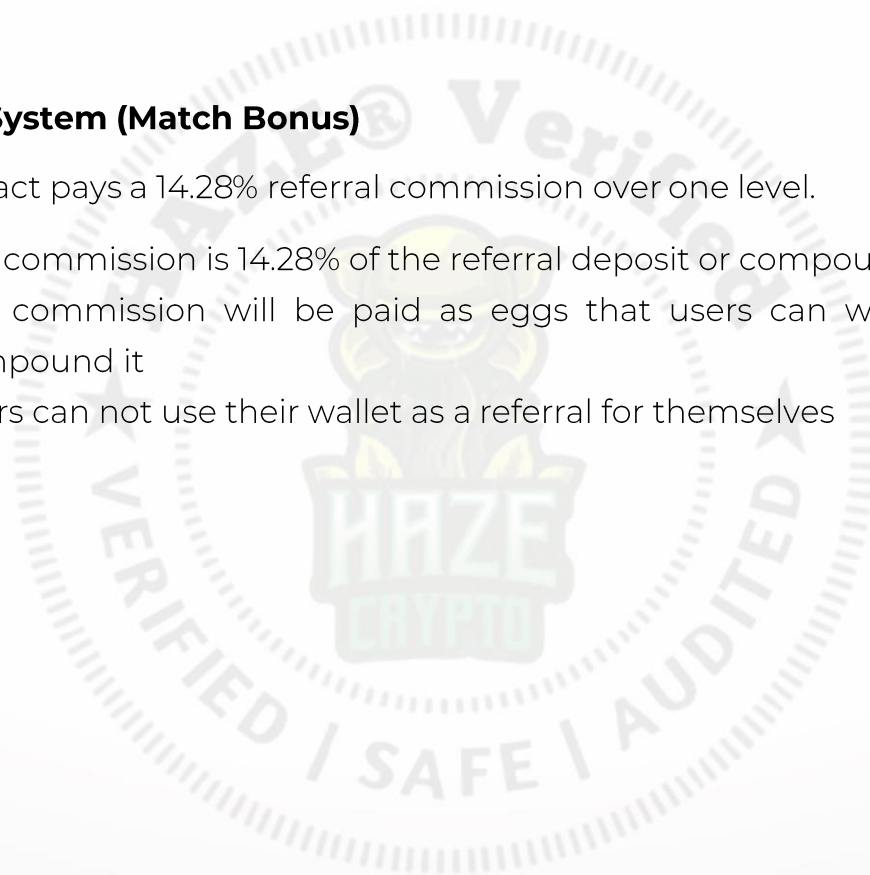 System (Match Bonus)
act pays a 14.28% referral commission over one level.
commission is 14.28% of the referral deposit or compou
commission will be paid as eggs that users can w
npound it
rs can not use their wallet as a referral for themselves
HAZE® Verified
HAZE
CRYPTO
VERIFIED | SAFE | AUDITED